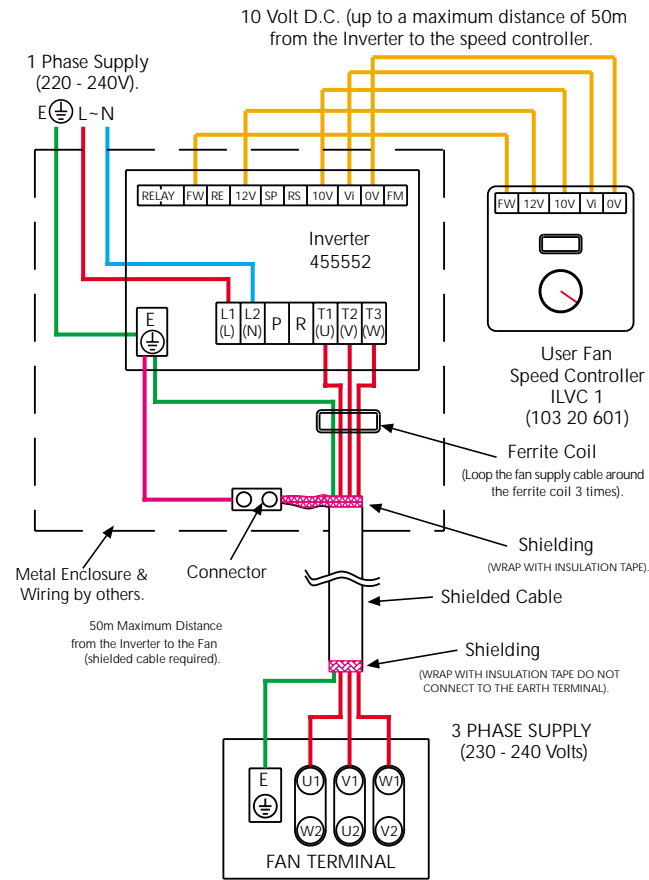 10 Volt D.C. (up to a maximum distance of 50m
from the Inverter to the speed controller.
1 Phase Supply
(220 - 240V).
E L~N
RELAY FW RE 12V SP RS 10V Vi 0V FM
FW 12V 10V Vi 0V
Inverter
455552
L1 L2 P R T1 T2 T3
(L) (N) (U) (V) (W)
E
User Fan
Speed Controller
ILVC 1
(103 20 601)
Ferrite Coil
(Loop the fan supply cable around
the ferrite coil 3 times).
Shielding
(WRAP WITH INSULATION TAPE).
Metal Enclosure &
Wiring by others.
Connector
Shielded Cable
50m Maximum Distance
from the Inverter to the Fan
(shielded cable required).
Shielding
(WRAP WITH INSULATION TAPE DO NOT
CONNECT TO THE EARTH TERMINAL).
3 PHASE SUPPLY
(230 - 240 Volts)
E U1 V1 W1
W2 U2 V2
FAN TERMINAL